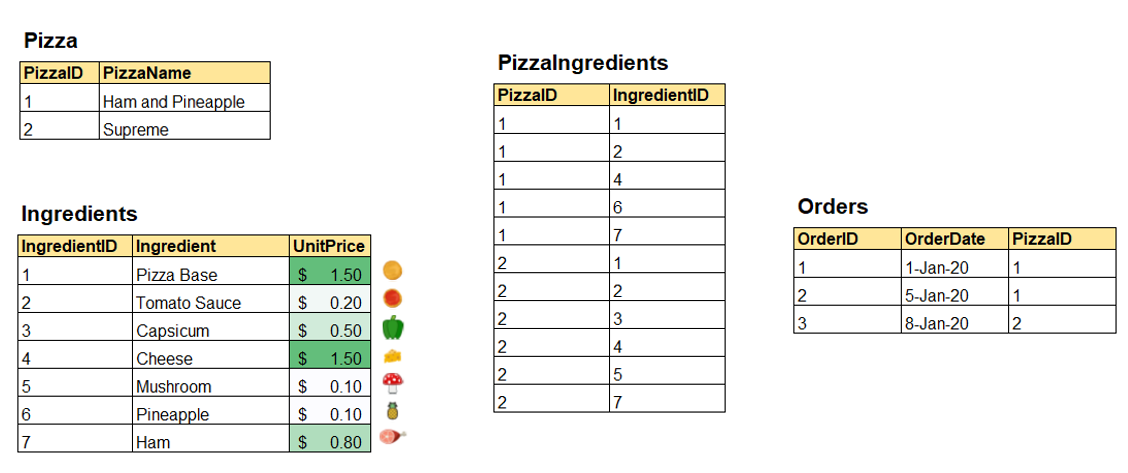 Pizza
PizzaID PizzaName
1 Ham and Pineapple
2 Supreme
Ingredients
IngredientID Ingredient UnitPrice
1 Pizza Base $ 1.50
2 Tomato Sauce $ 0.20
3 Capsicum $ 0.50
4 Cheese $ 1.50
5 Mushroom $ 0.10
6 Pineapple $ 0.10
7 Ham $ 0.80
PizzaIngredients
PizzaID IngredientID
1 1
1 2
1 4
1 6
1 7
2 1
2 2
2 3
2 4
2 5
2 7
Orders
OrderID OrderDate PizzaID
1 1-Jan-20 1
2 5-Jan-20 1
3 8-Jan-20 2